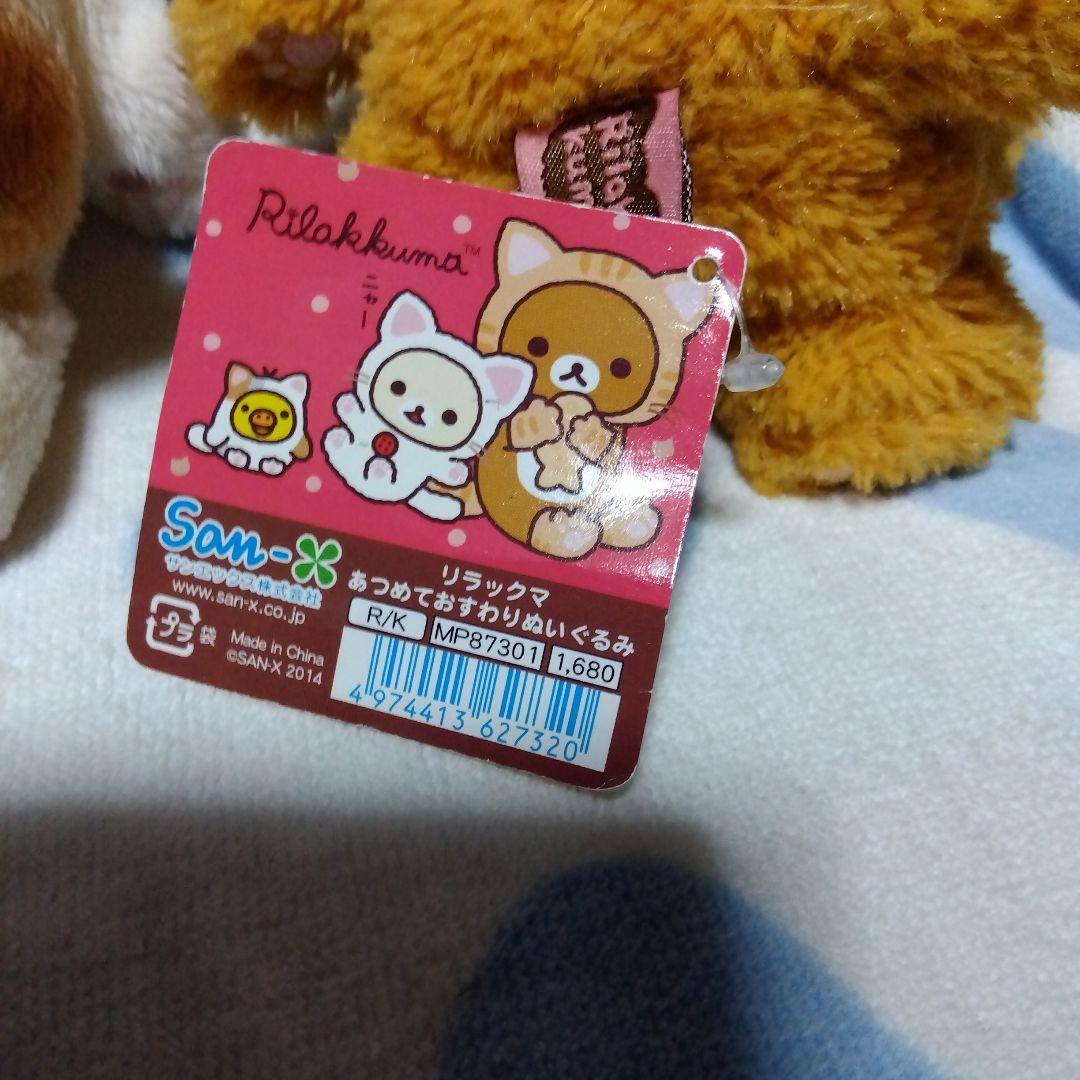 Rilakkuma™
ニャー
San-X
サンエックス株式会社
www.san-x.co.jp
プラ 袋
Made in China
©SAN-X 2014
リラックマ
あつめておすわりぬいぐるみ
R/K MP87301 1,680
4 974413 627320